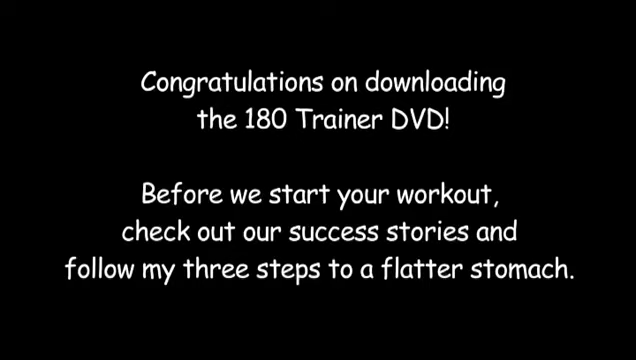 Congratulations on downloading
the 180 Trainer DVD!
Before we start your workout,
check out our success stories and
follow my three steps to a flatter stomach.